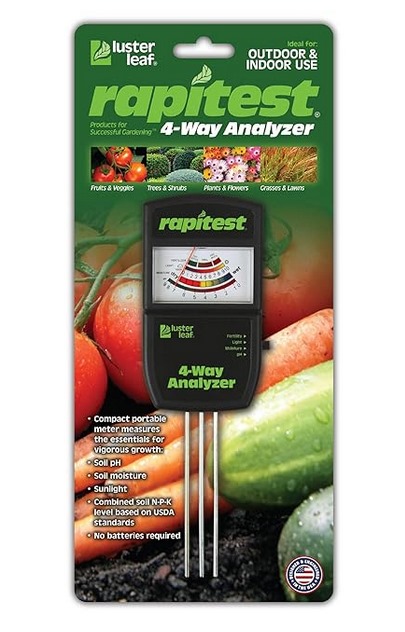 luster
leaf®
Ideal for:
OUTDOOR &
INDOOR USE
rapitest®
Products for
Successful Gardening™
4-Way Analyzer
Fruits & Veggies
Trees & Shrubs
Plants & Flowers
Grasses & Lawns
rapitest
luster
leaf
Fertility
Light
Moisture
pH
4-Way
Analyzer
• Compact portable
meter measures
the essentials for
vigorous growth:
• Soil pH
• Soil moisture
• Sunlight
• Combined soil N-P-K
level based on USDA
standards
• No batteries required